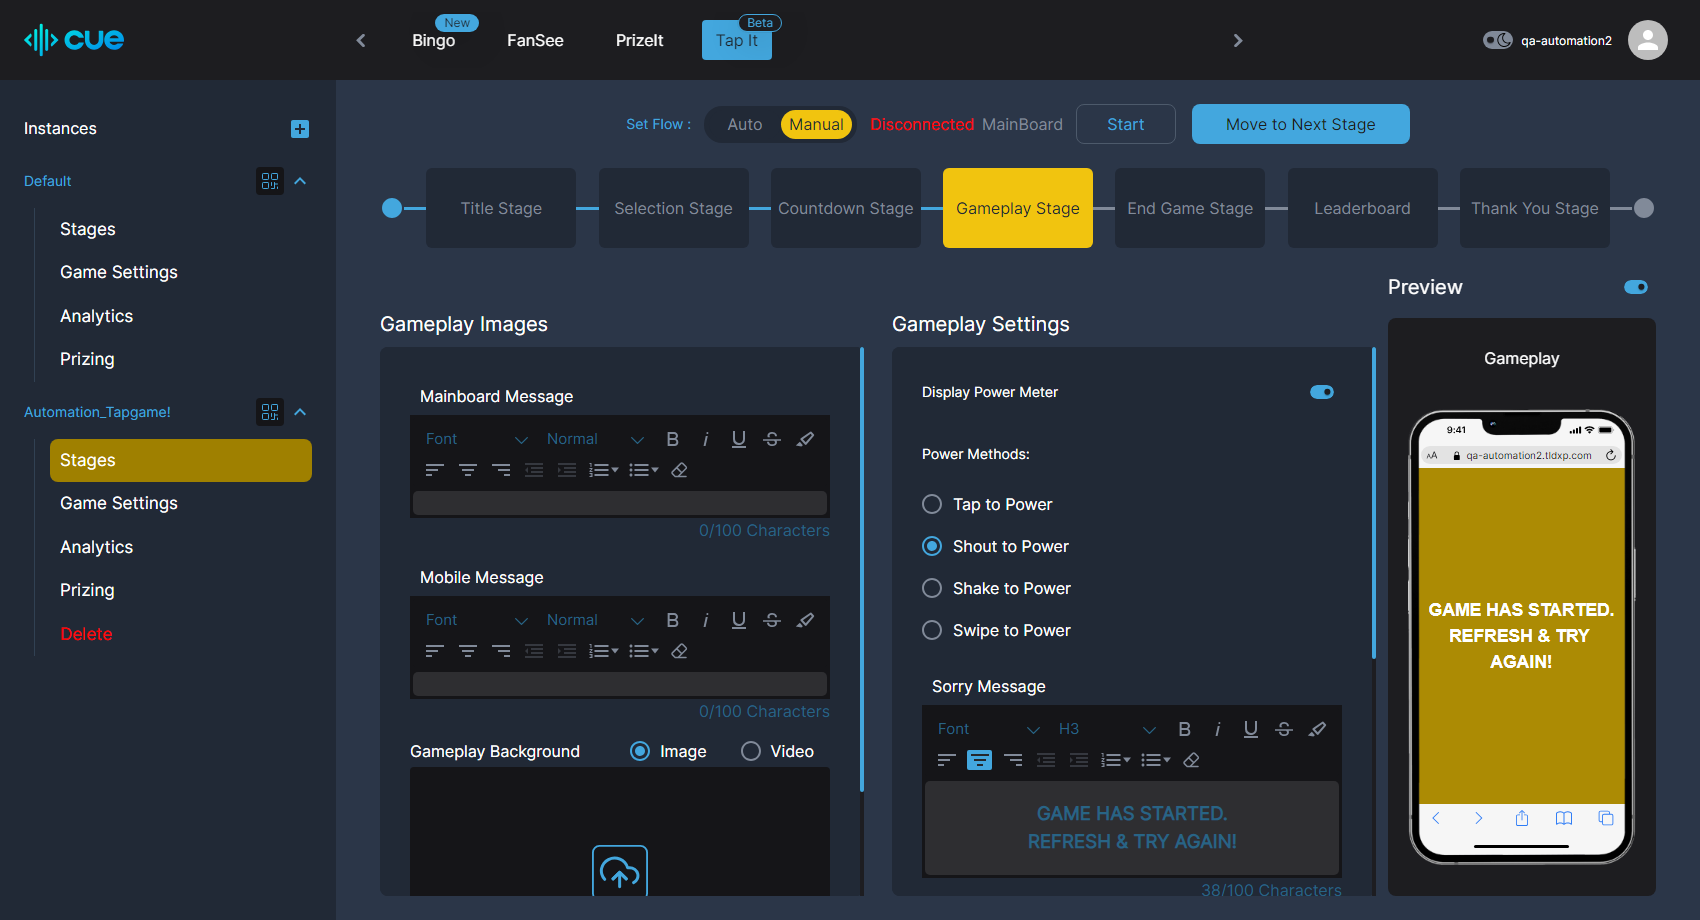 cue
New
Bingo
FanSee
PrizeIt
Beta
Tap It
qa-automation2
Instances
Default
Stages
Game Settings
Analytics
Prizing
Automation_Tapgame!
Stages
Game Settings
Analytics
Prizing
Delete
Set Flow :
Auto
Manual
Disconnected MainBoard
Start
Move to Next Stage
Title Stage
Selection Stage
Countdown Stage
Gameplay Stage
End Game Stage
Leaderboard
Thank You Stage
Gameplay Images
Mainboard Message
Font
Normal
B i U S
0/100 Characters
Mobile Message
Font
Normal
B i U S
0/100 Characters
Gameplay Background
Image
Video
Gameplay Settings
Display Power Meter
Power Methods:
Tap to Power
Shout to Power
Shake to Power
Swipe to Power
Sorry Message
Font
H3
B i U S
GAME HAS STARTED.
REFRESH & TRY AGAIN!
38/100 Characters
Preview
Gameplay
9:41
AA
qa-automation2.tldxp.com
GAME HAS STARTED.
REFRESH & TRY
AGAIN!